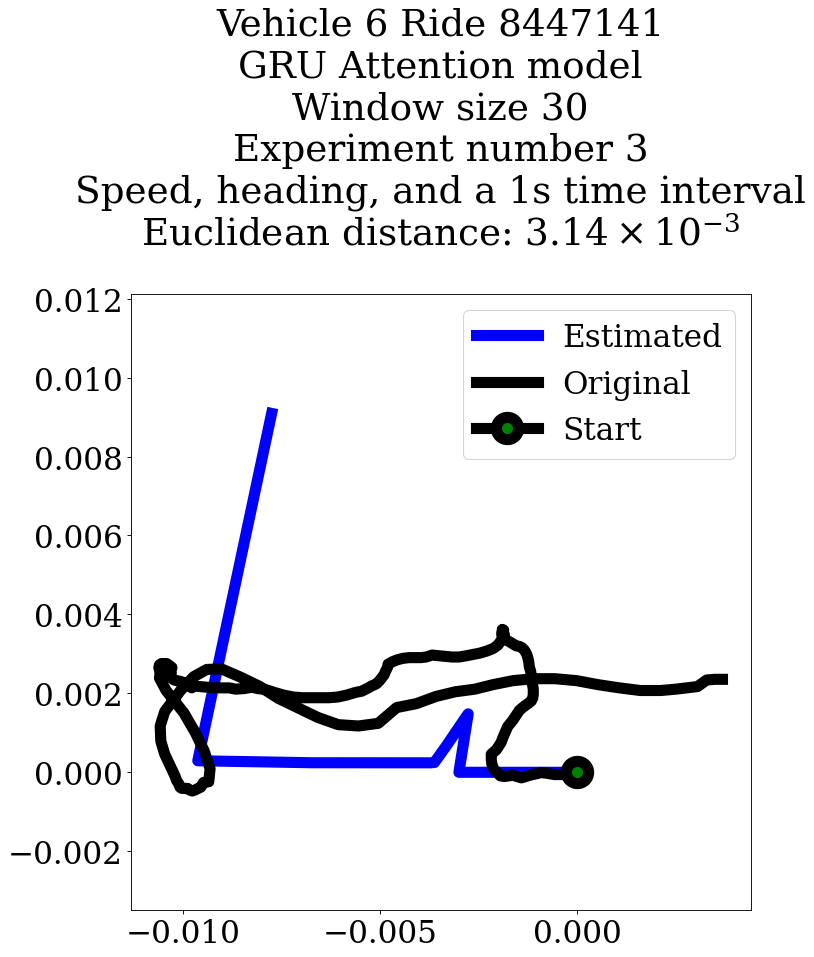 Vehicle 6 Ride 8447141
GRU Attention model
Window size 30
Experiment number 3
Speed, heading, and a 1s time interval
Euclidean distance: 3.14 × 10⁻³
0.012
0.010
0.008
0.006
0.004
0.002
0.000
−0.002
Estimated
Original
Start
−0.010
−0.005
0.000